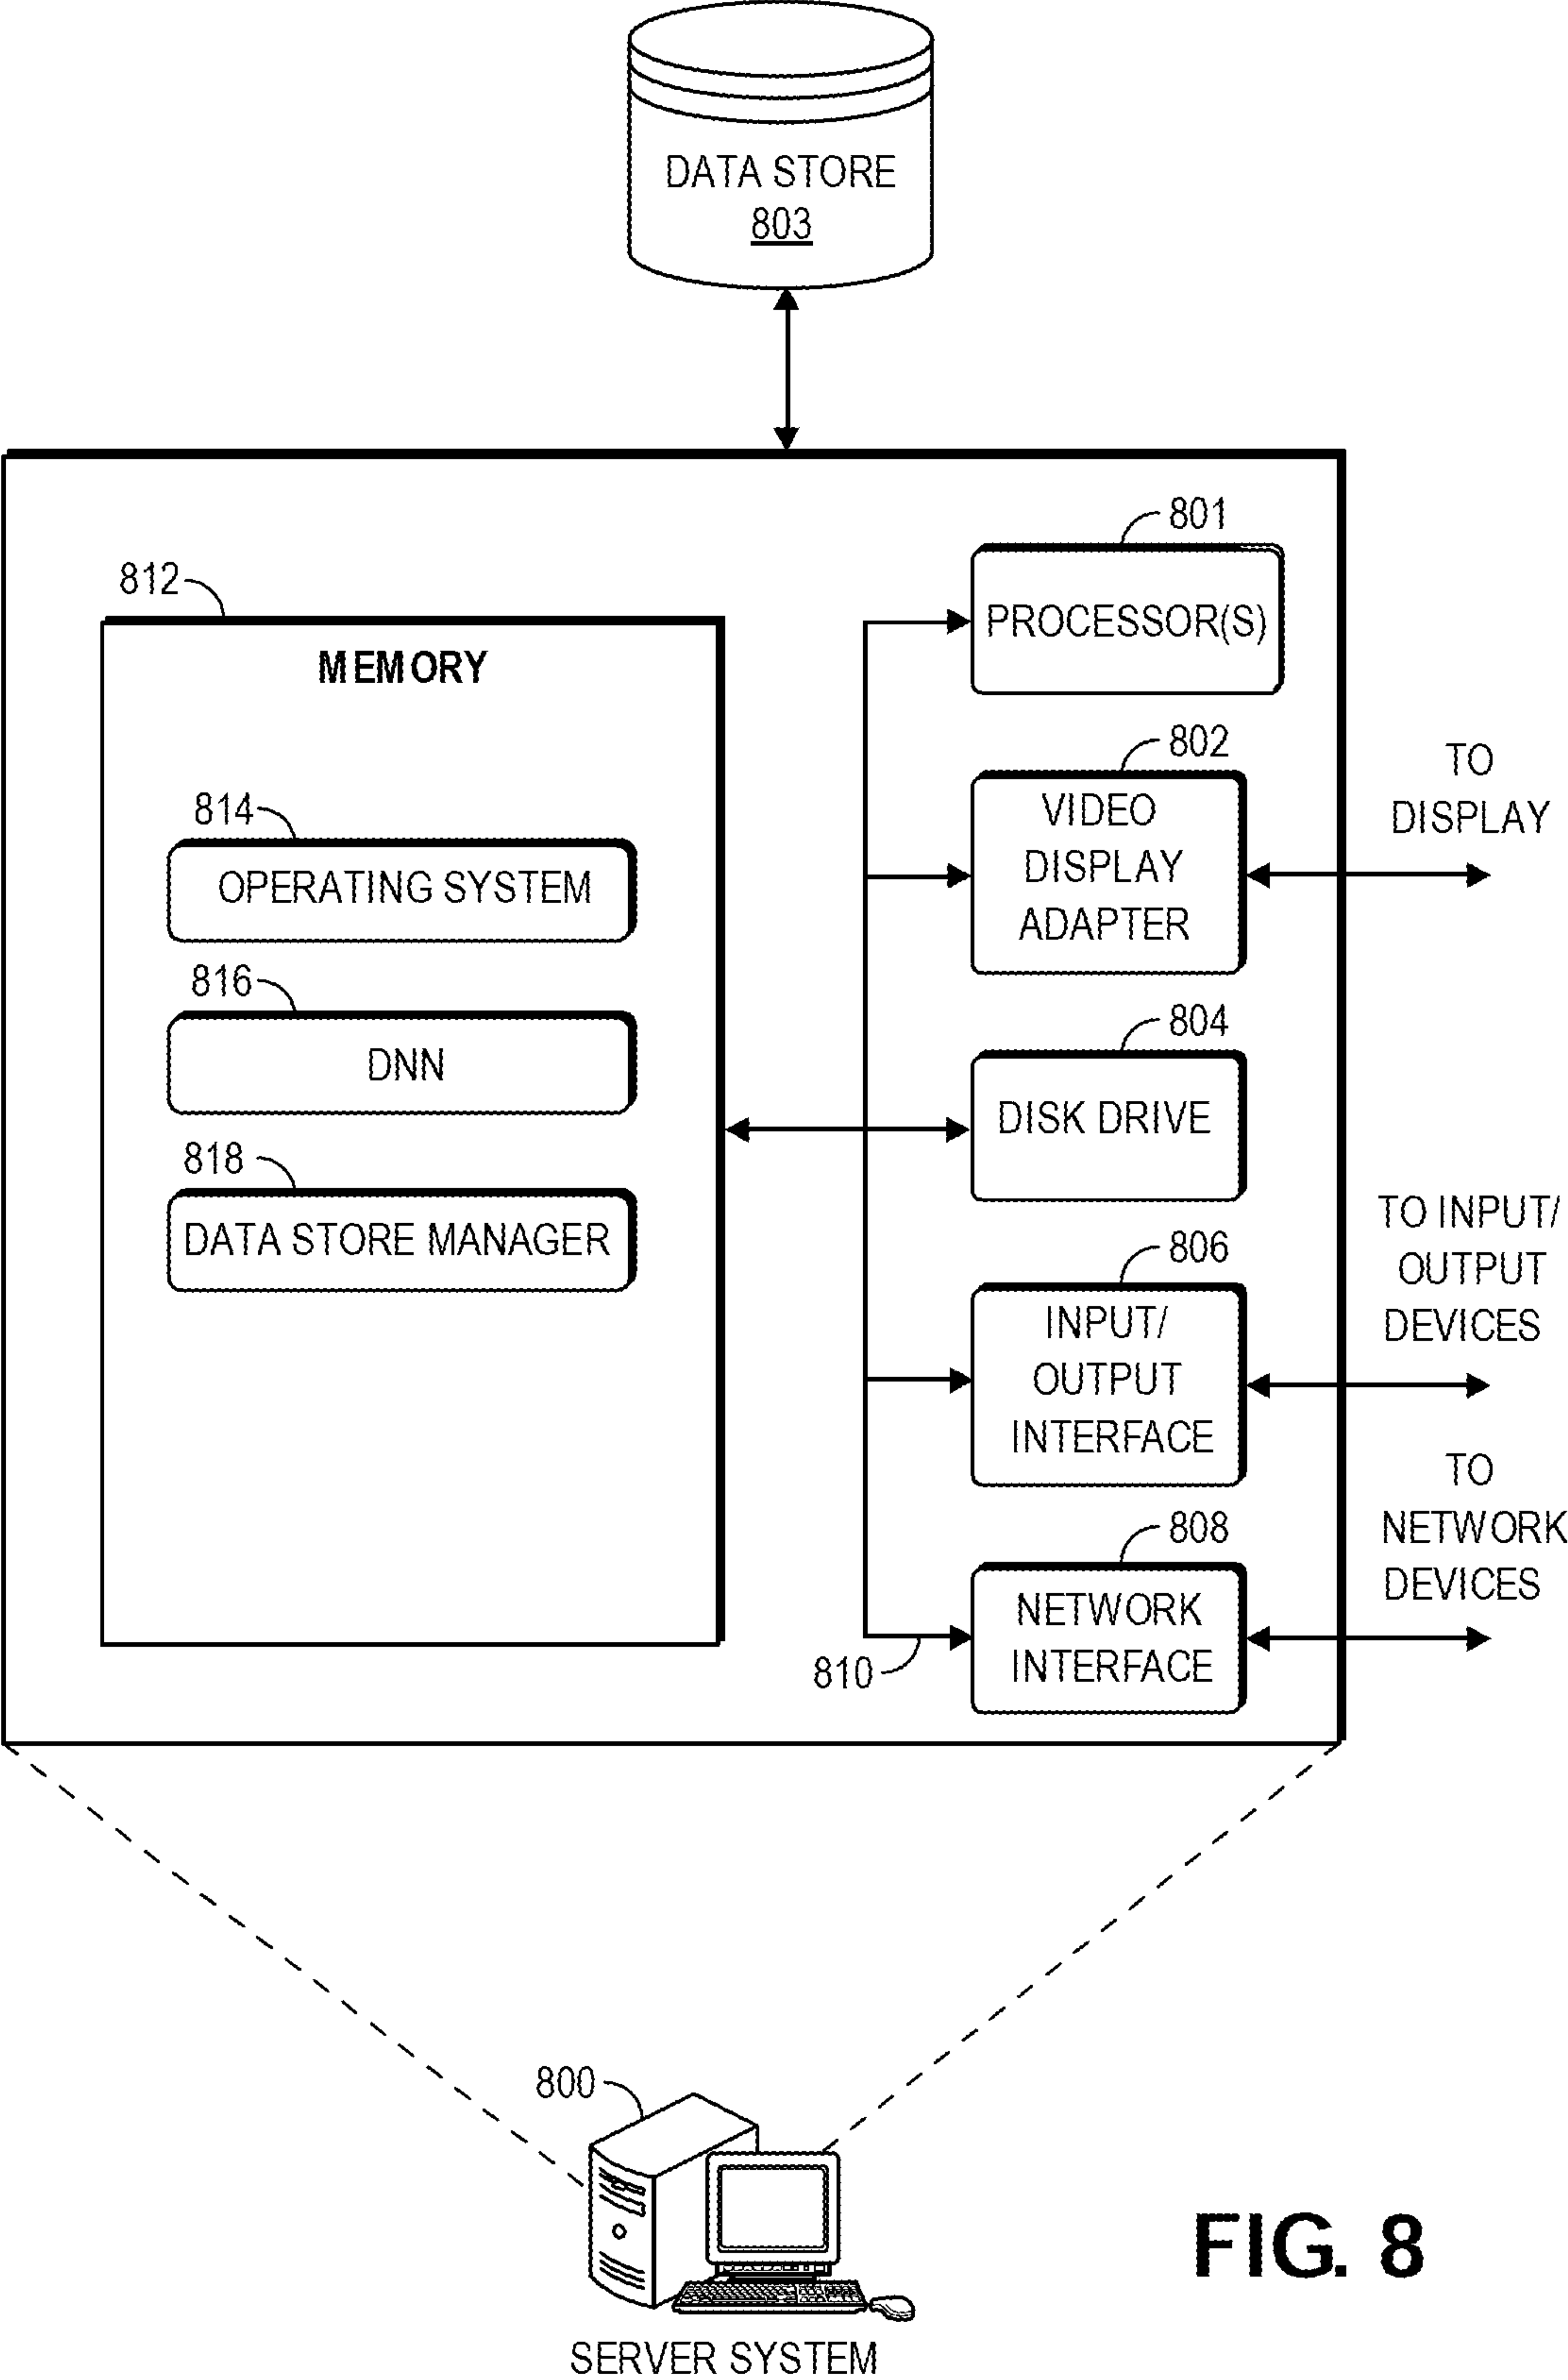 DATA STORE
803
801
PROCESSOR(S)
812
MEMORY
802
VIDEO
DISPLAY
ADAPTER
TO
DISPLAY
814
OPERATING SYSTEM
816
DNN
804
DISK DRIVE
818
DATA STORE MANAGER
806
INPUT/
OUTPUT
INTERFACE
TO INPUT/
OUTPUT
DEVICES
808
NETWORK
INTERFACE
TO
NETWORK
DEVICES
810
800
SERVER SYSTEM
FIG. 8